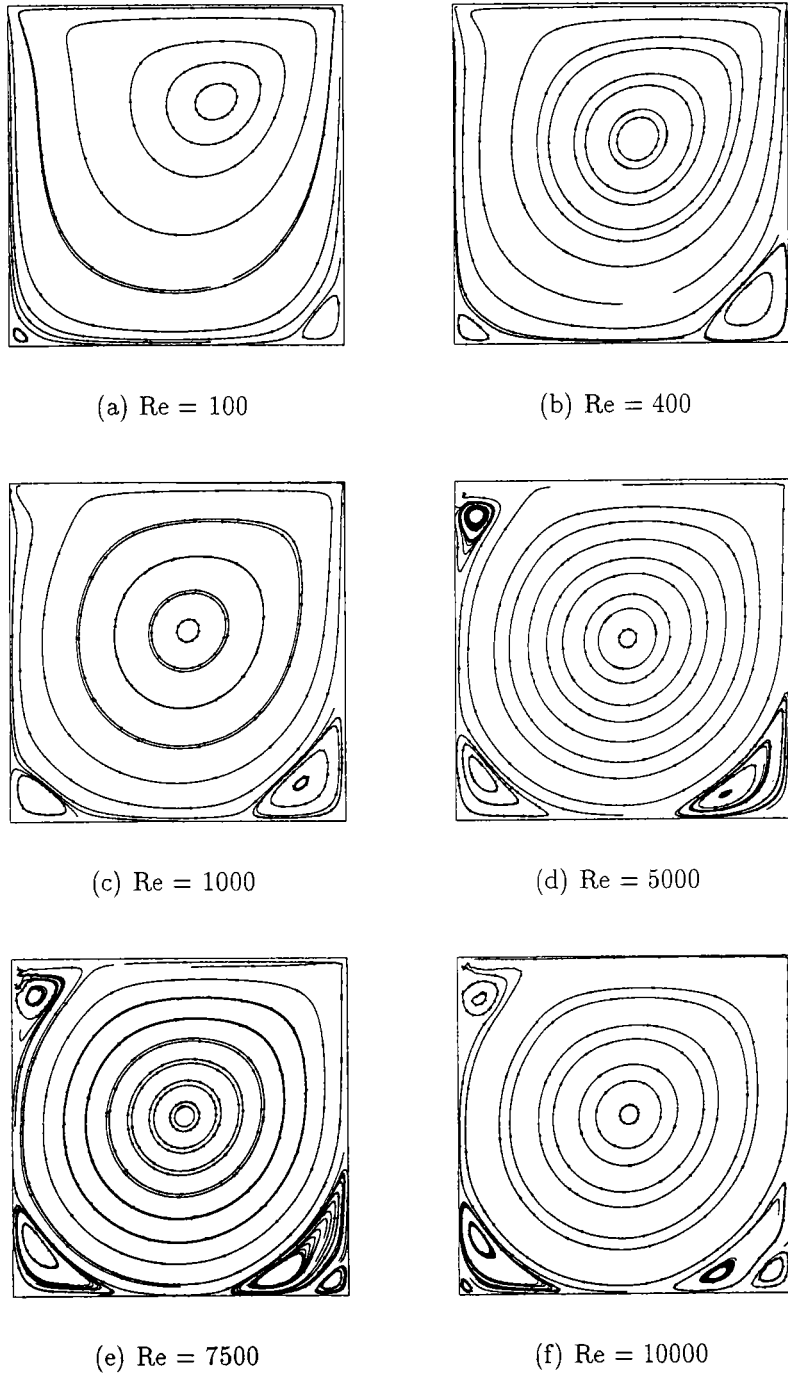 (a) Re = 100
(b) Re = 400
(c) Re = 1000
(d) Re = 5000
(e) Re = 7500
(f) Re = 10000